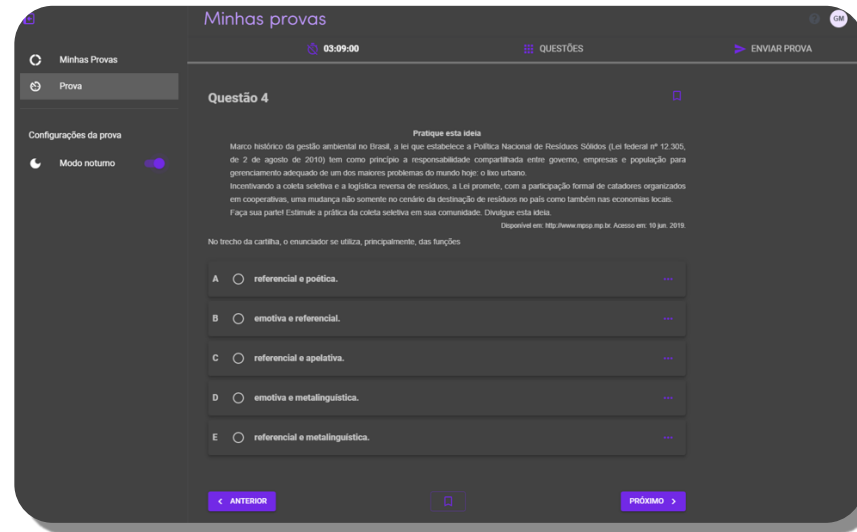 Minhas provas
GM
03:09:00
QUESTÕES
ENVIAR PROVA
Minhas Provas
Prova
Configurações da prova
Modo noturno
Questão 4
Pratique esta ideia
Marco histórico da gestão ambiental no Brasil, a lei que estabelece a Política Nacional de Resíduos Sólidos (Lei federal nº 12.305,
de 2 de agosto de 2010) tem como princípio a responsabilidade compartilhada entre governo, empresas e população para
gerenciamento adequado de um dos maiores problemas do mundo hoje: o lixo urbano.
Incentivando a coleta seletiva e a logística reversa de resíduos, a Lei promete, com a participação formal de catadores organizados
em cooperativas, uma mudança não somente no cenário da destinação de resíduos no país como também nas economias locais.
Faça sua parte! Estimule a prática da coleta seletiva em sua comunidade. Divulgue esta ideia.
Disponível em: http://www.mpsp.mp.br. Acesso em: 10 jun. 2019.
No trecho da cartilha, o enunciador se utiliza, principalmente, das funções
A referencial e poética.
B emotiva e referencial.
C referencial e apelativa.
D emotiva e metalinguística.
E referencial e metalinguística.
ANTERIOR
PRÓXIMO